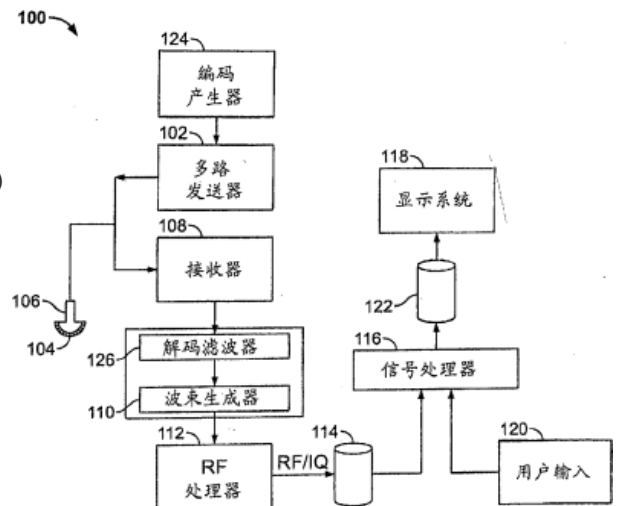 100
124
编码
产生器
102
多路
发送器
108
接收器
106
104
126
解码滤波器
110
波束生成器
112
RF
处理器
RF/IQ
114
118
显示系统
122
116
信号处理器
120
用户输入